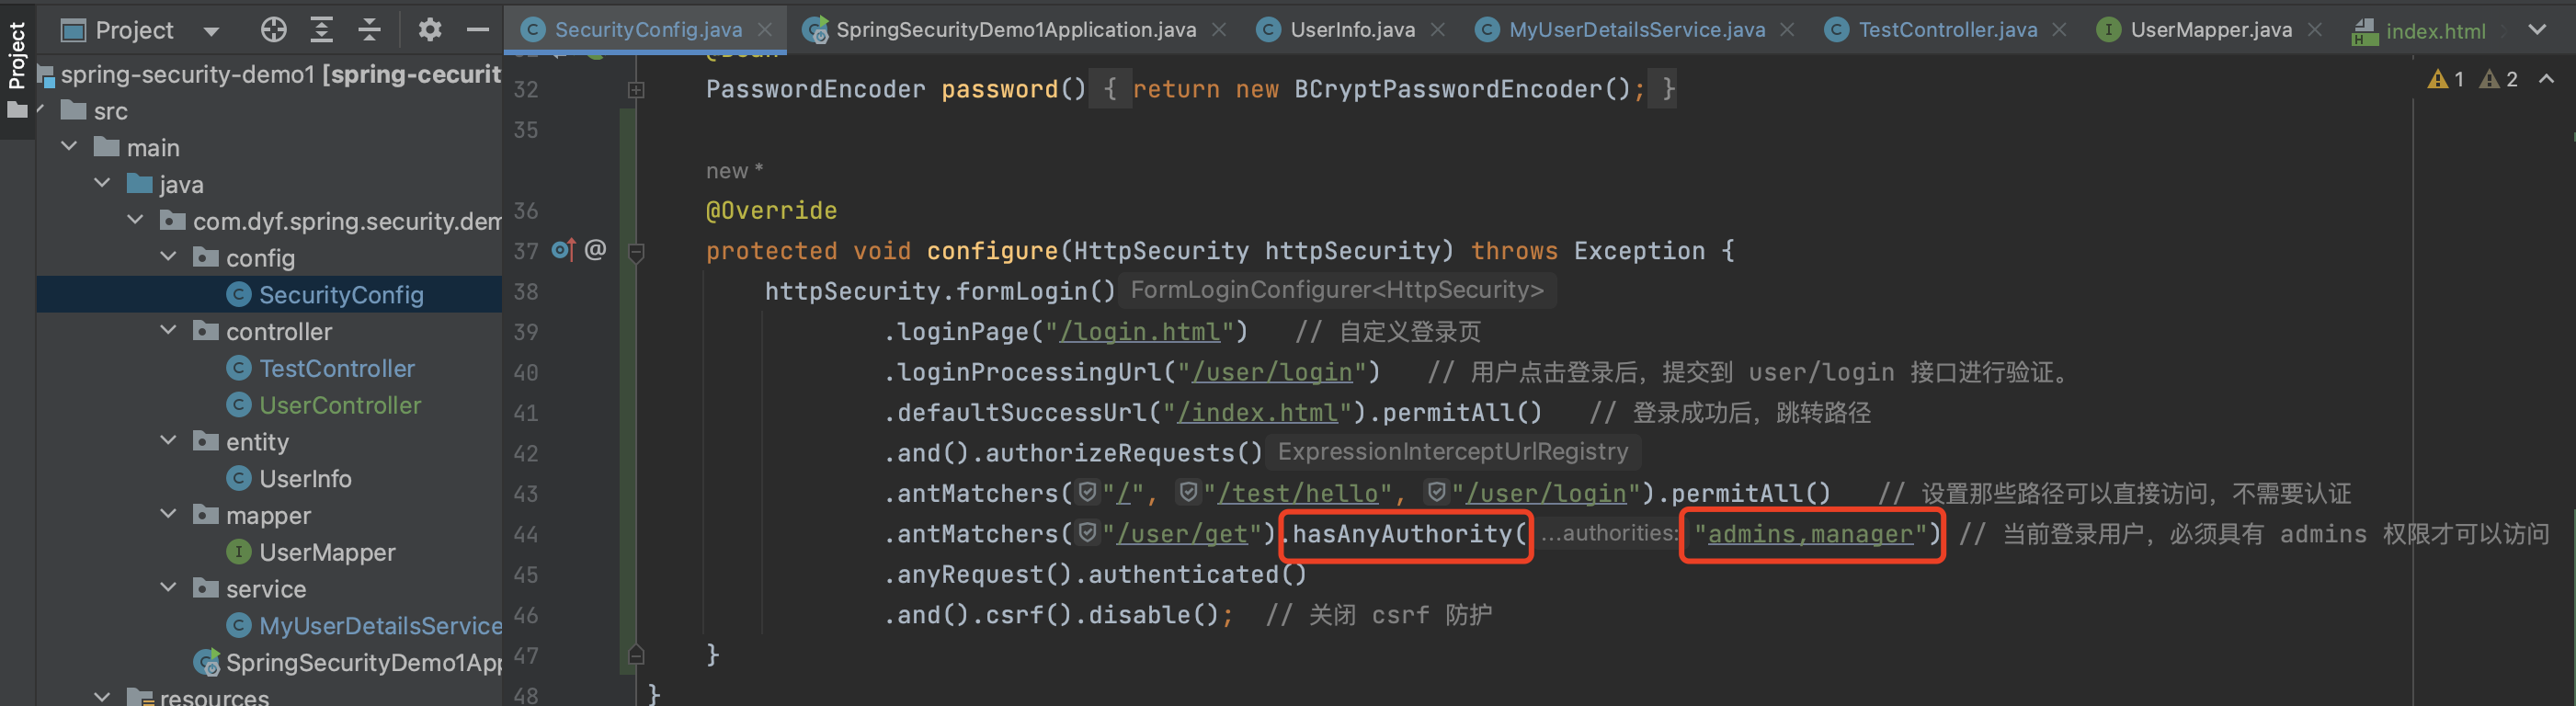 Project
Project
SecurityConfig.java
SpringSecurityDemo1Application.java
UserInfo.java
MyUserDetailsService.java
TestController.java
UserMapper.java
index.html
spring-security-demo1 [spring-cecurit
src
main
java
com.dyf.spring.security.dem
config
SecurityConfig
controller
TestController
UserController
entity
UserInfo
mapper
UserMapper
service
MyUserDetailsService
SpringSecurityDemo1App
resources
1 2
@Bean
32 PasswordEncoder password() { return new BCryptPasswordEncoder(); }
35
new *
36 @Override
37 @ protected void configure(HttpSecurity httpSecurity) throws Exception {
38 httpSecurity.formLogin() FormLoginConfigurer<HttpSecurity>
39 .loginPage("/login.html") // 自定义登录页
40 .loginProcessingUrl("/user/login") // 用户点击登录后，提交到 user/login 接口进行验证。
41 .defaultSuccessUrl("/index.html").permitAll() // 登录成功后，跳转路径
42 .and().authorizeRequests() ExpressionInterceptUrlRegistry
43 .antMatchers("/", "/test/hello", "/user/login").permitAll() // 设置那些路径可以直接访问，不需要认证
44 .antMatchers("/user/get").hasAnyAuthority( ...authorities: "admins,manager") // 当前登录用户，必须具有 admins 权限才可以访问
45 .anyRequest().authenticated()
46 .and().csrf().disable(); // 关闭 csrf 防护
47 }
48 }